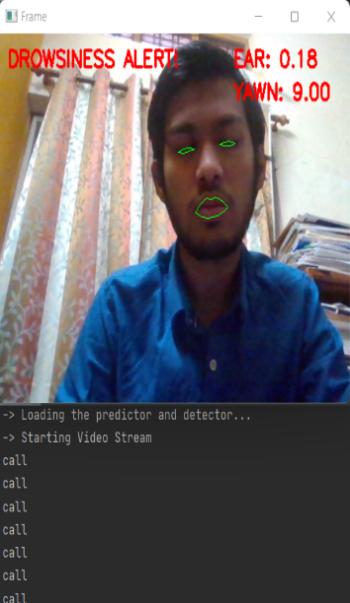 Frame
DROWSINESS ALERT! EAR: 0.18
YAWN: 9.00
-> Loading the predictor and detector...
-> Starting Video Stream
call
call
call
call
call
call
call